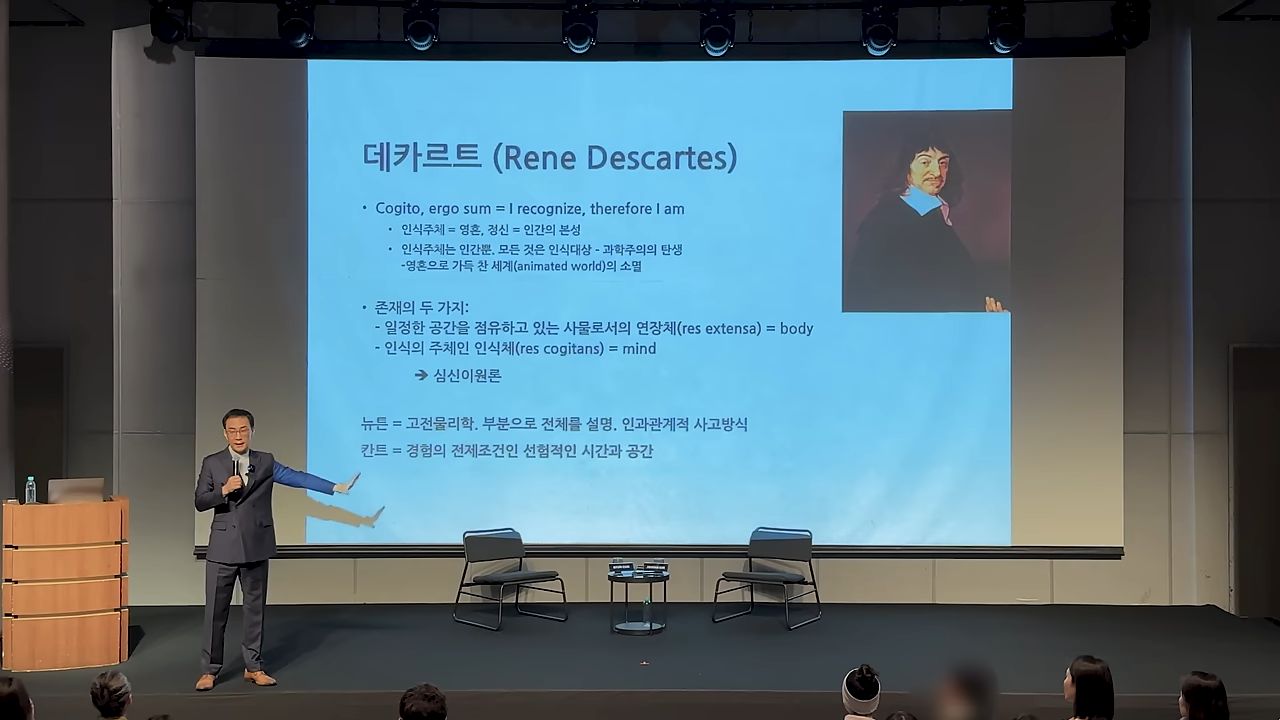 데카르트 (Rene Descartes)
• Cogito, ergo sum = I recognize, therefore I am
• 인식주체 = 영혼, 정신 = 인간의 본성
• 인식주체는 인간뿐, 모든 것은 인식대상 - 과학주의의 탄생
-영혼으로 가득 찬 세계(animated world)의 소멸
• 존재의 두 가지:
- 일정한 공간을 점유하고 있는 사물로서의 연장체(res extensa) = body
- 인식의 주체인 인식체(res cogitans) = mind
➔ 심신이원론
뉴튼 = 고전물리학. 부분으로 전체를 설명. 인과관계적 사고방식
칸트 = 경험의 전제조건인 선험적인 시간과 공간